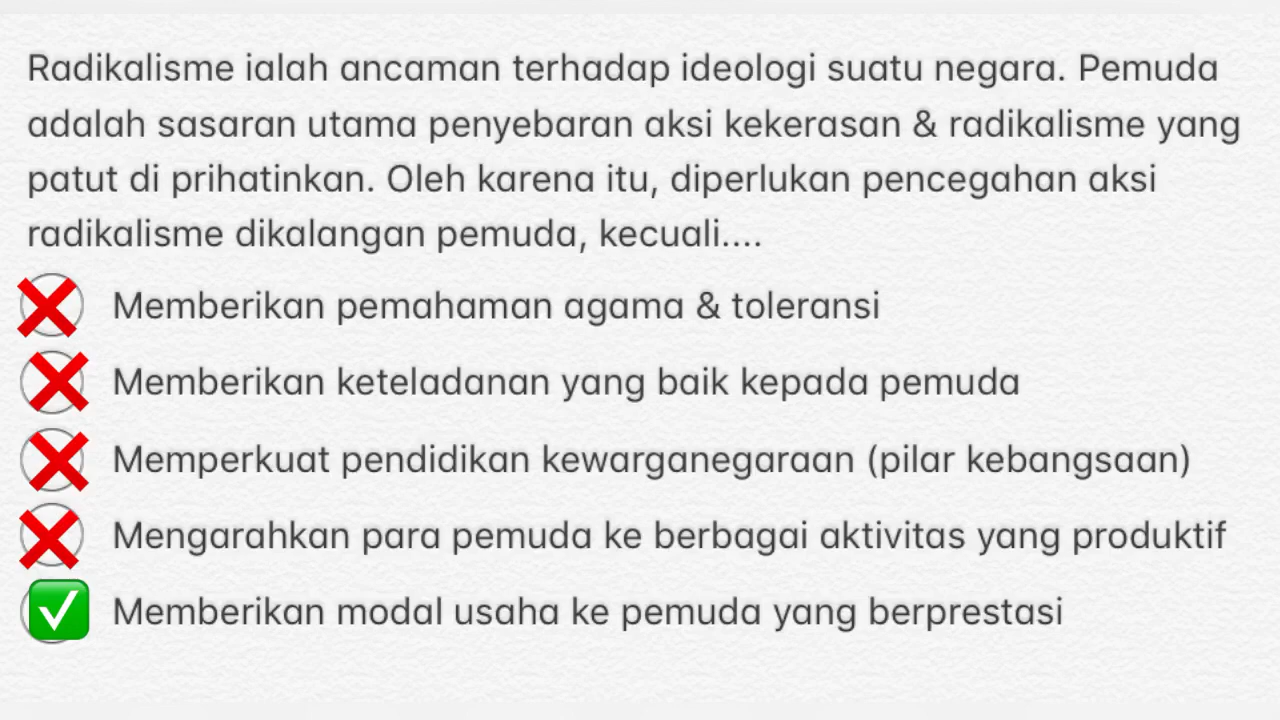 Radikalisme ialah ancaman terhadap ideologi suatu negara. Pemuda
adalah sasaran utama penyebaran aksi kekerasan & radikalisme yang
patut di prihatinkan. Oleh karena itu, diperlukan pencegahan aksi
radikalisme dikalangan pemuda, kecuali....
Memberikan pemahaman agama & toleransi
Memberikan keteladanan yang baik kepada pemuda
Memperkuat pendidikan kewarganegaraan (pilar kebangsaan)
Mengarahkan para pemuda ke berbagai aktivitas yang produktif
Memberikan modal usaha ke pemuda yang berprestasi